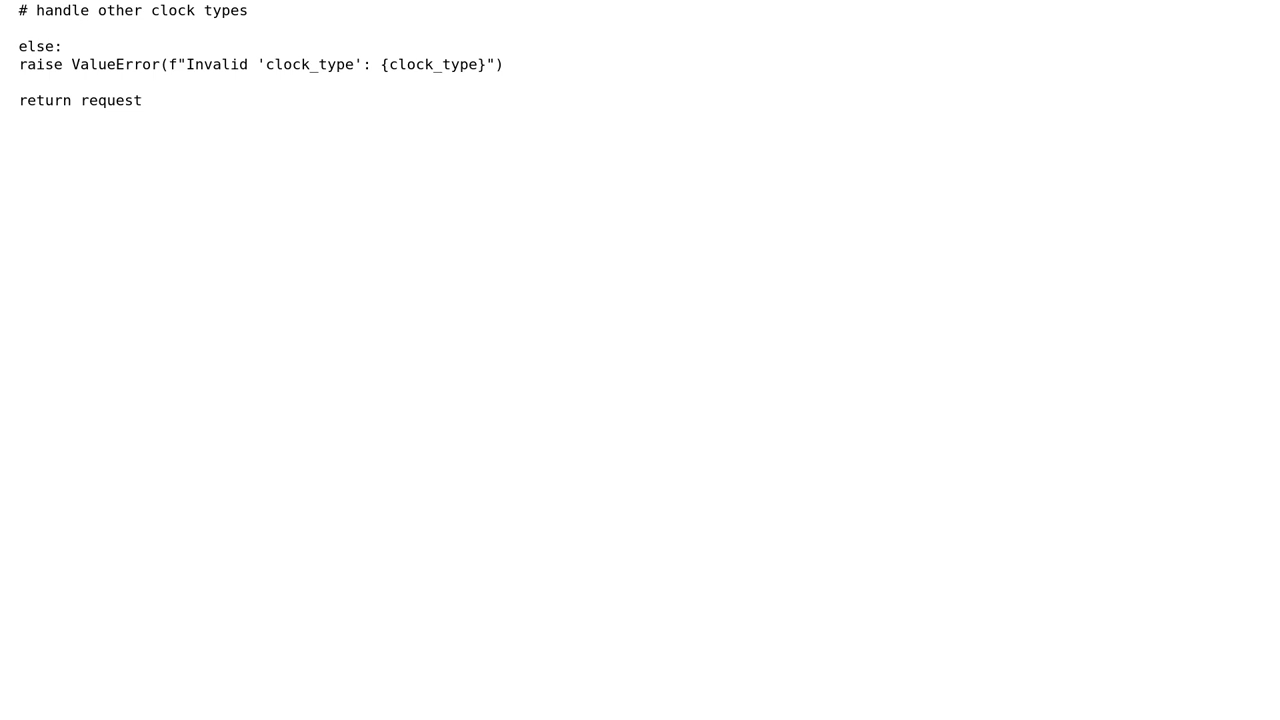 # handle other clock types

else:
raise ValueError(f"Invalid 'clock_type': {clock_type}")

return request